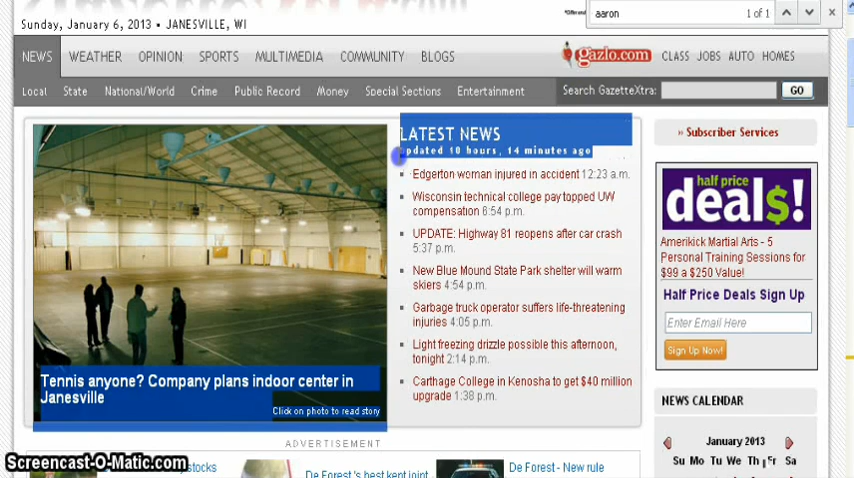 aaron
1 of 1
Sunday, January 6, 2013 • JANESVILLE, WI
NEWS WEATHER OPINION SPORTS MULTIMEDIA COMMUNITY BLOGS
gazlo.com CLASS JOBS AUTO HOMES
Local State National/World Crime Public Record Money Special Sections Entertainment
Search GazetteXtra: GO
LATEST NEWS
Updated 10 hours, 14 minutes ago
Edgerton woman injured in accident 12:23 a.m.
Wisconsin technical college pay topped UW
compensation 6:54 p.m.
UPDATE: Highway 81 reopens after car crash
5:37 p.m.
New Blue Mound State Park shelter will warm
skiers 4:54 p.m.
Garbage truck operator suffers life-threatening
injuries 4:05 p.m.
Light freezing drizzle possible this afternoon,
tonight 2:14 p.m.
Carthage College in Kenosha to get $40 million
upgrade 1:38 p.m.
Tennis anyone? Company plans indoor center in
Janesville
Click on photo to read story
» Subscriber Services
half price
deal$!
Amerikick Martial Arts - 5
Personal Training Sessions for
$99 a $250 Value!
Half Price Deals Sign Up
Enter Email Here
Sign Up Now!
NEWS CALENDAR
January 2013
Su Mo Tu We Th Fr Sa
ADVERTISEMENT
stocks
De Forest 's best kept joint
De Forest - New rule
Screencast-O-Matic.com